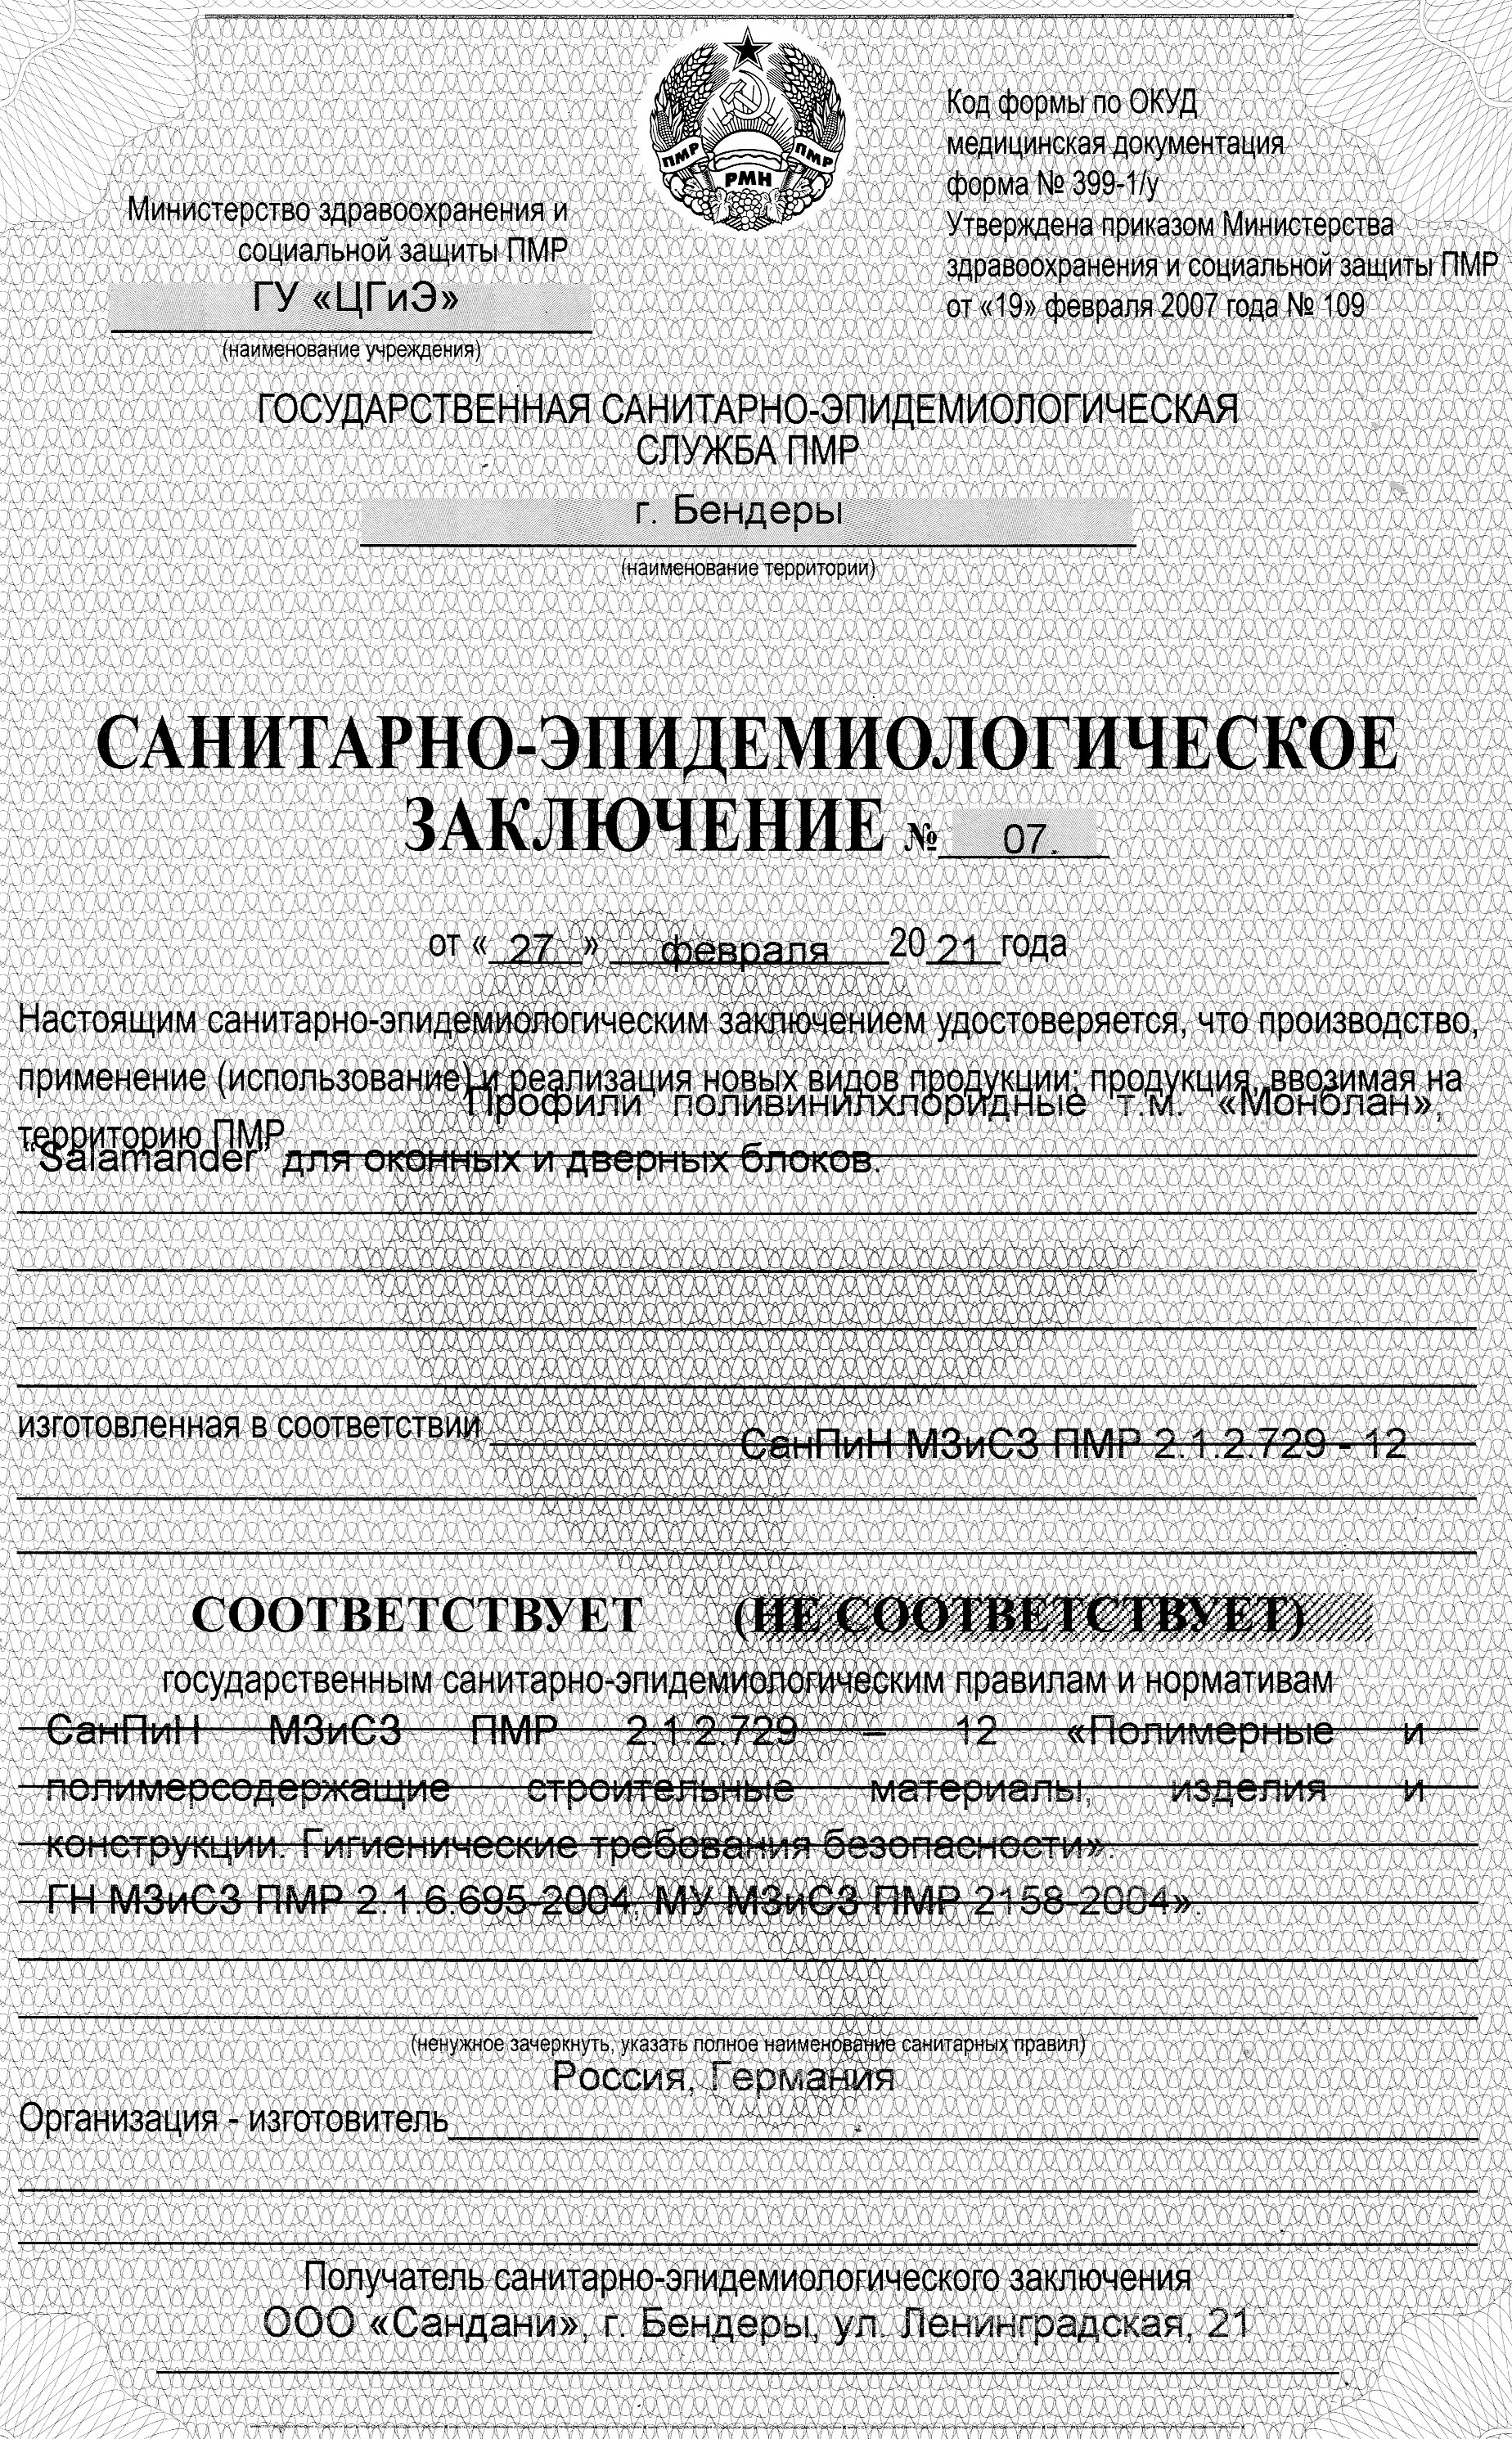 ПМР ПМР
РМН
Код формы по ОКУД
медицинская документация
форма № 399-1/у
Утверждена приказом Министерства
здравоохранения и социальной защиты ПМР
от «19» февраля 2007 года № 109
Министерство здравоохранения и
социальной защиты ПМР
ГУ «ЦГиЭ»
(наименование учреждения)
ГОСУДАРСТВЕННАЯ САНИТАРНО-ЭПИДЕМИОЛОГИЧЕСКАЯ
СЛУЖБА ПМР
г. Бендеры
(наименование территории)
САНИТАРНО-ЭПИДЕМИОЛОГИЧЕСКОЕ
ЗАКЛЮЧЕНИЕ № 07.
от « 27 » февраля 20 21 года
Настоящим санитарно-эпидемиологическим заключением удостоверяется, что производство,
применение (использование) и реализация новых видов продукции; продукция, ввозимая на
Профили поливинилхлоридные т.м. «Монблан»,
территорию ПМР
“Salamander” для оконных и дверных блоков.
изготовленная в соответствии СанПиН МЗиСЗ ПМР 2.1.2.729 - 12
СООТВЕТСТВУЕТ (НЕ СООТВЕТСТВУЕТ)
государственным санитарно-эпидемиологическим правилам и нормативам
СанПиН МЗиСЗ ПМР 2.1.2.729 – 12 «Полимерные и
полимерсодержащие строительные материалы, изделия и
конструкции. Гигиенические требования безопасности».
ГН МЗиСЗ ПМР 2.1.6.695-2004, МУ МЗиСЗ ПМР 2158-2004».
(ненужное зачеркнуть, указать полное наименование санитарных правил)
Россия, Германия
Организация - изготовитель
Получатель санитарно-эпидемиологического заключения
ООО «Сандани», г. Бендеры, ул. Ленинградская, 21